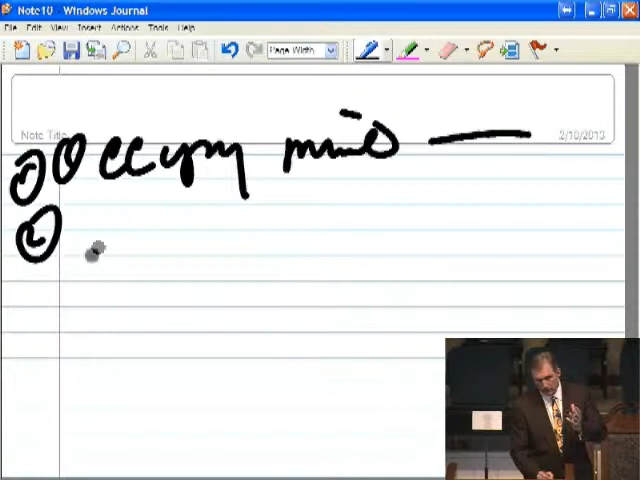 Note10 - Windows Journal
File Edit View Insert Actions Tools Help
Page Width
Note Title 2/10/2013
① Occupy mind —
②